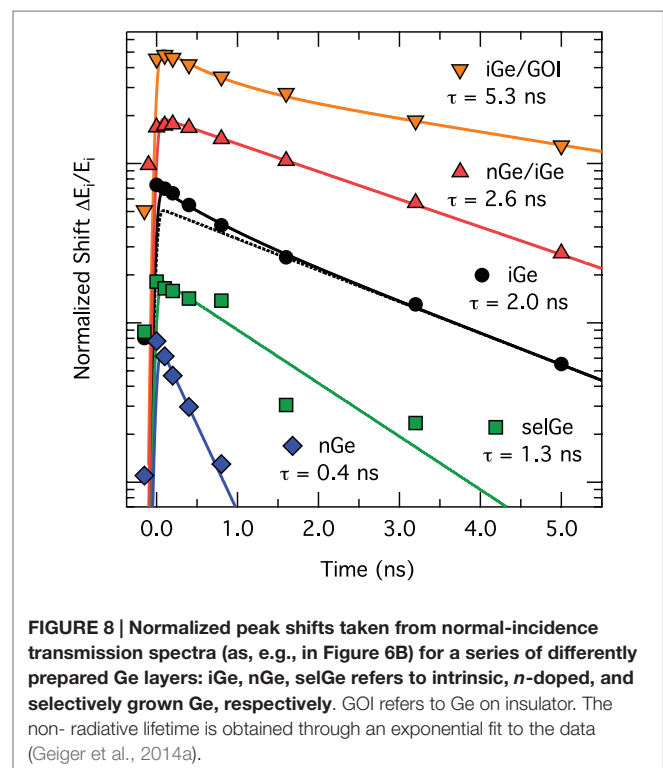 iGe/GOI
τ = 5.3 ns
nGe/iGe
τ = 2.6 ns
iGe
τ = 2.0 ns
selGe
τ = 1.3 ns
nGe
τ = 0.4 ns
Normalized Shift ΔEᵢ/Eᵢ
0.0 1.0 2.0 3.0 4.0 5.0
Time (ns)
FIGURE 8 | Normalized peak shifts taken from normal-incidence
transmission spectra (as, e.g., in Figure 6B) for a series of differently
prepared Ge layers: iGe, nGe, selGe refers to intrinsic, n-doped, and
selectively grown Ge, respectively. GOI refers to Ge on insulator. The
non- radiative lifetime is obtained through an exponential fit to the data
(Geiger et al., 2014a).